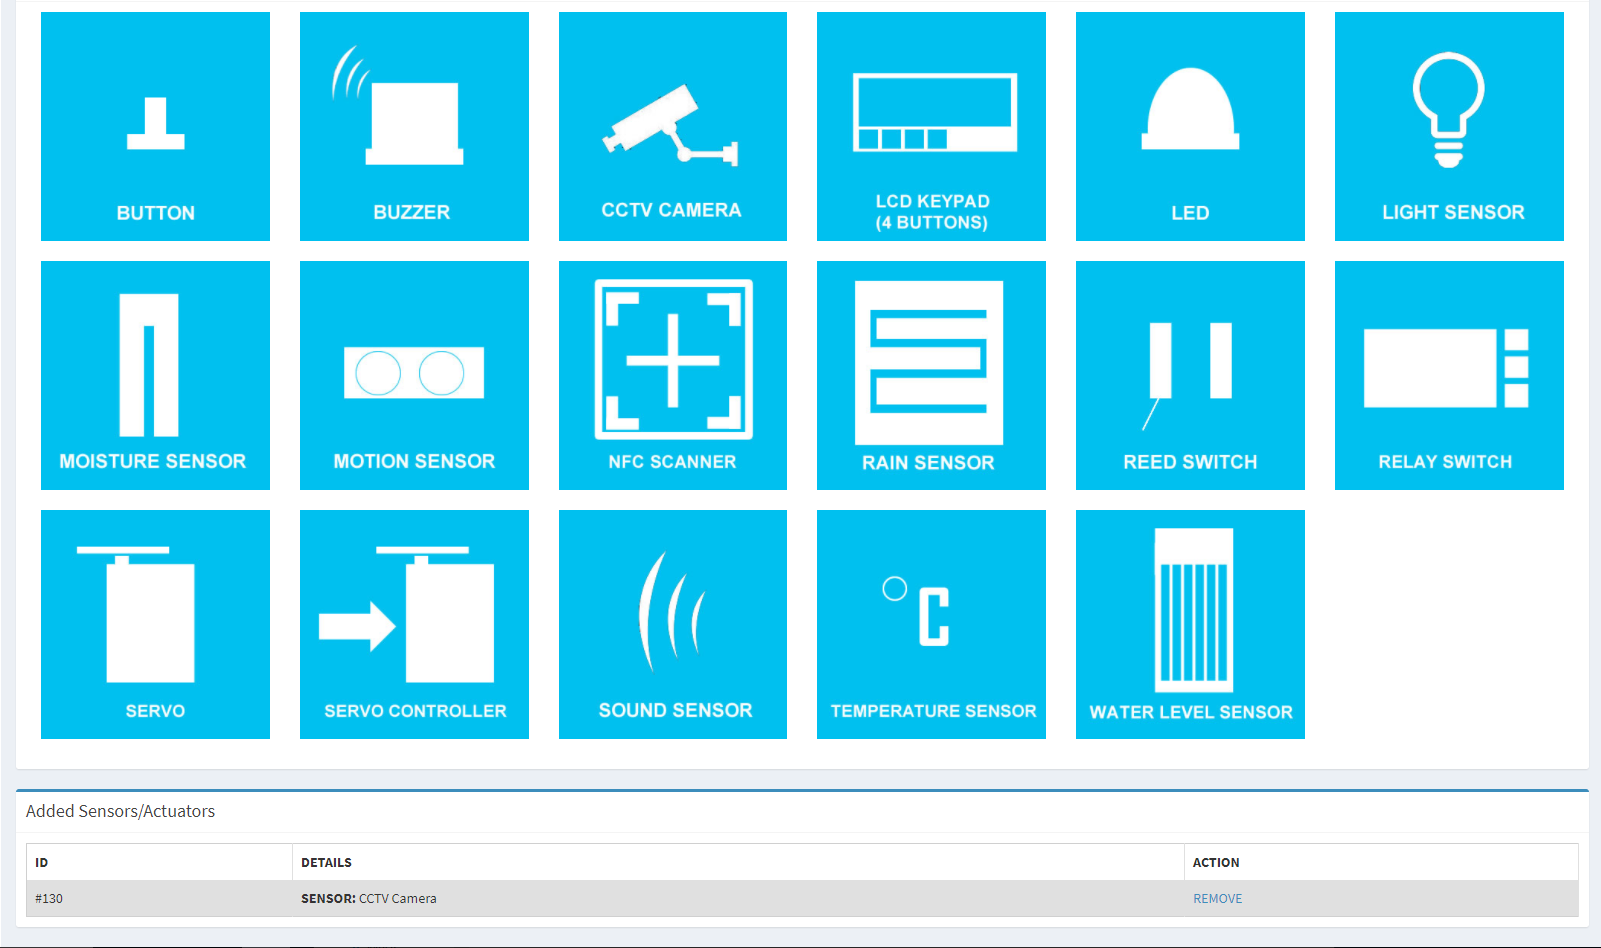 BUTTON
BUZZER
CCTV CAMERA
LCD KEYPAD
(4 BUTTONS)
LED
LIGHT SENSOR
MOISTURE SENSOR
MOTION SENSOR
NFC SCANNER
RAIN SENSOR
REED SWITCH
RELAY SWITCH
SERVO
SERVO CONTROLLER
SOUND SENSOR
°C
TEMPERATURE SENSOR
WATER LEVEL SENSOR
Added Sensors/Actuators
ID DETAILS ACTION
#130 SENSOR: CCTV Camera REMOVE